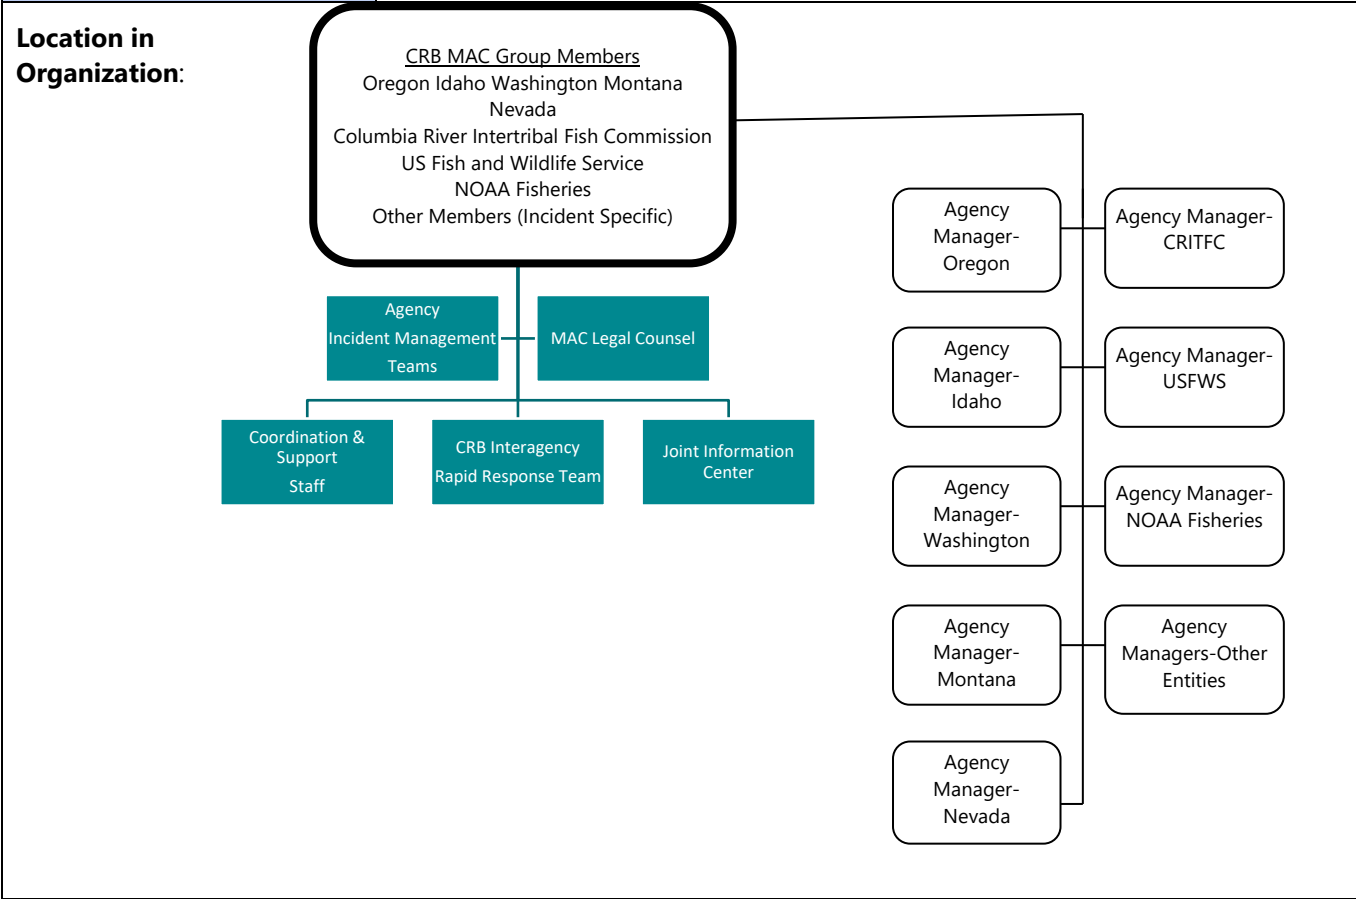 Location in
Organization:
CRB MAC Group Members
Oregon Idaho Washington Montana
Nevada
Columbia River Intertribal Fish Commission
US Fish and Wildlife Service
NOAA Fisheries
Other Members (Incident Specific)
Agency
Incident Management
Teams
MAC Legal Counsel
Coordination &
Support
Staff
CRB Interagency
Rapid Response Team
Joint Information
Center
Agency
Manager-
Oregon
Agency Manager-
CRITFC
Agency
Manager-
Idaho
Agency Manager-
USFWS
Agency
Manager-
Washington
Agency Manager-
NOAA Fisheries
Agency
Manager-
Montana
Agency
Managers-Other
Entities
Agency
Manager-
Nevada